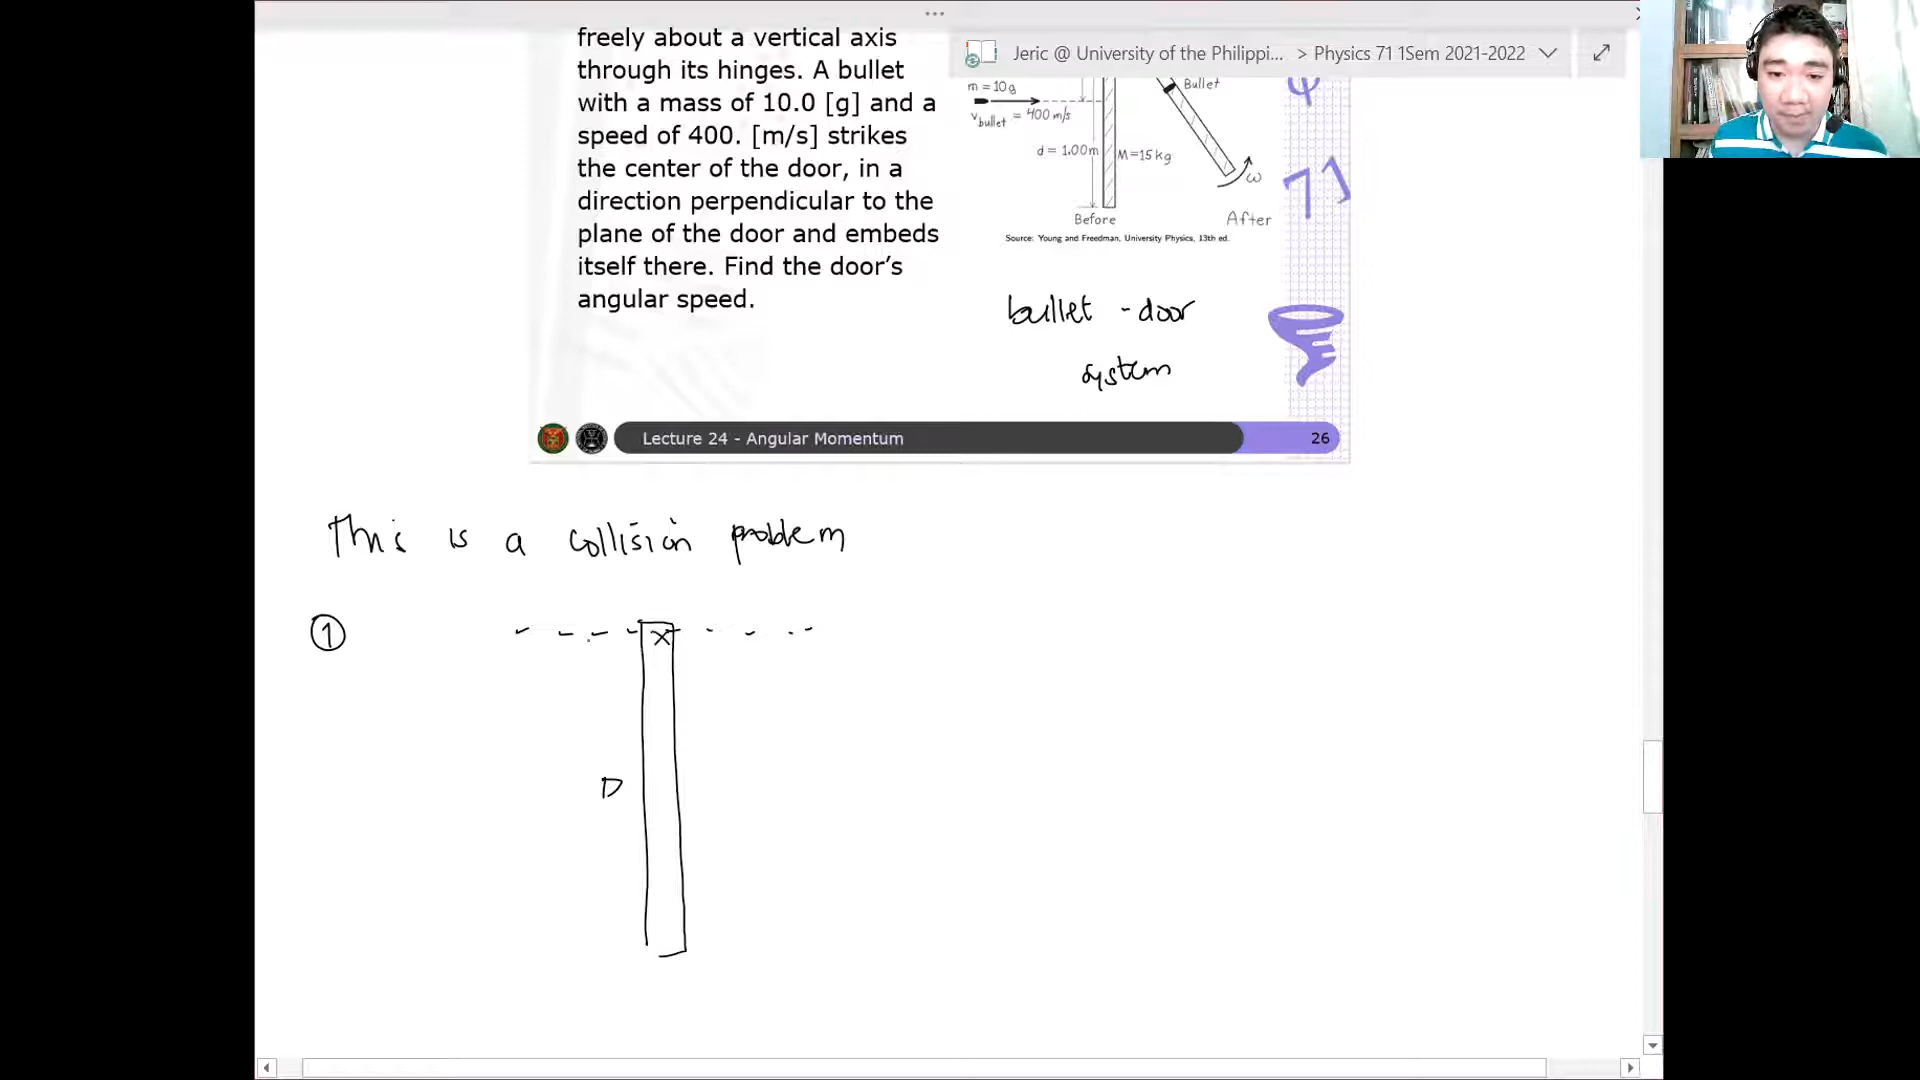 freely about a vertical axis
through its hinges. A bullet
with a mass of 10.0 [g] and a
speed of 400. [m/s] strikes
the center of the door, in a
direction perpendicular to the
plane of the door and embeds
itself there. Find the door’s
angular speed.
Jeric @ University of the Philippi... > Physics 71 1Sem 2021-2022
m = 10g
v bullet = 400 m/s
d = 1.00m
M = 15 kg
Before
Bullet
ω
After
Source: Young and Freedman, University Physics, 13th ed.
71
bullet - door
system
Lecture 24 - Angular Momentum
26
This is a collision problem
1
X
D